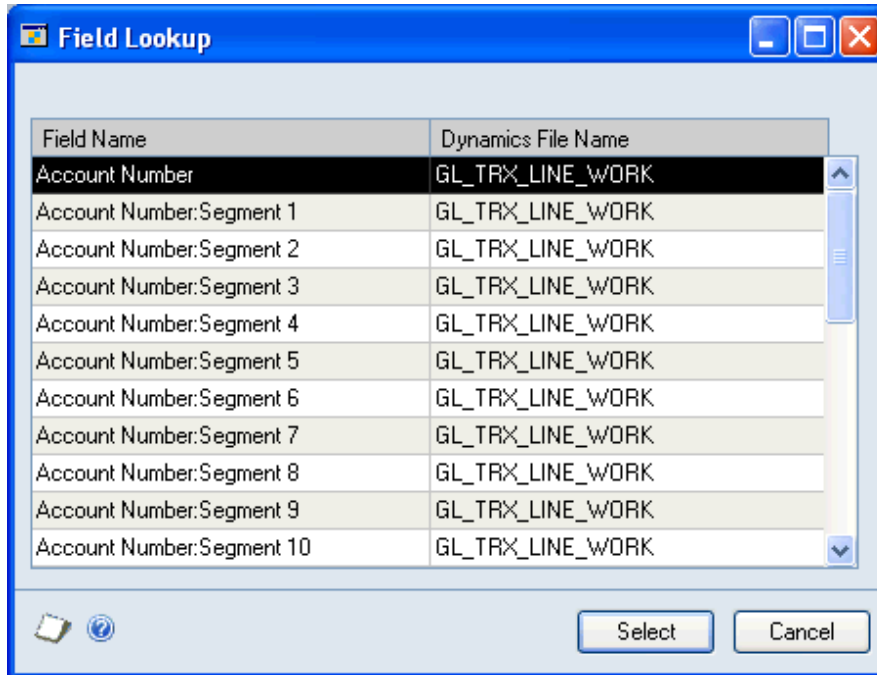 Field Lookup
Field Name Dynamics File Name
Account Number GL_TRX_LINE_WORK
Account Number:Segment 1 GL_TRX_LINE_WORK
Account Number:Segment 2 GL_TRX_LINE_WORK
Account Number:Segment 3 GL_TRX_LINE_WORK
Account Number:Segment 4 GL_TRX_LINE_WORK
Account Number:Segment 5 GL_TRX_LINE_WORK
Account Number:Segment 6 GL_TRX_LINE_WORK
Account Number:Segment 7 GL_TRX_LINE_WORK
Account Number:Segment 8 GL_TRX_LINE_WORK
Account Number:Segment 9 GL_TRX_LINE_WORK
Account Number:Segment 10 GL_TRX_LINE_WORK
Select Cancel